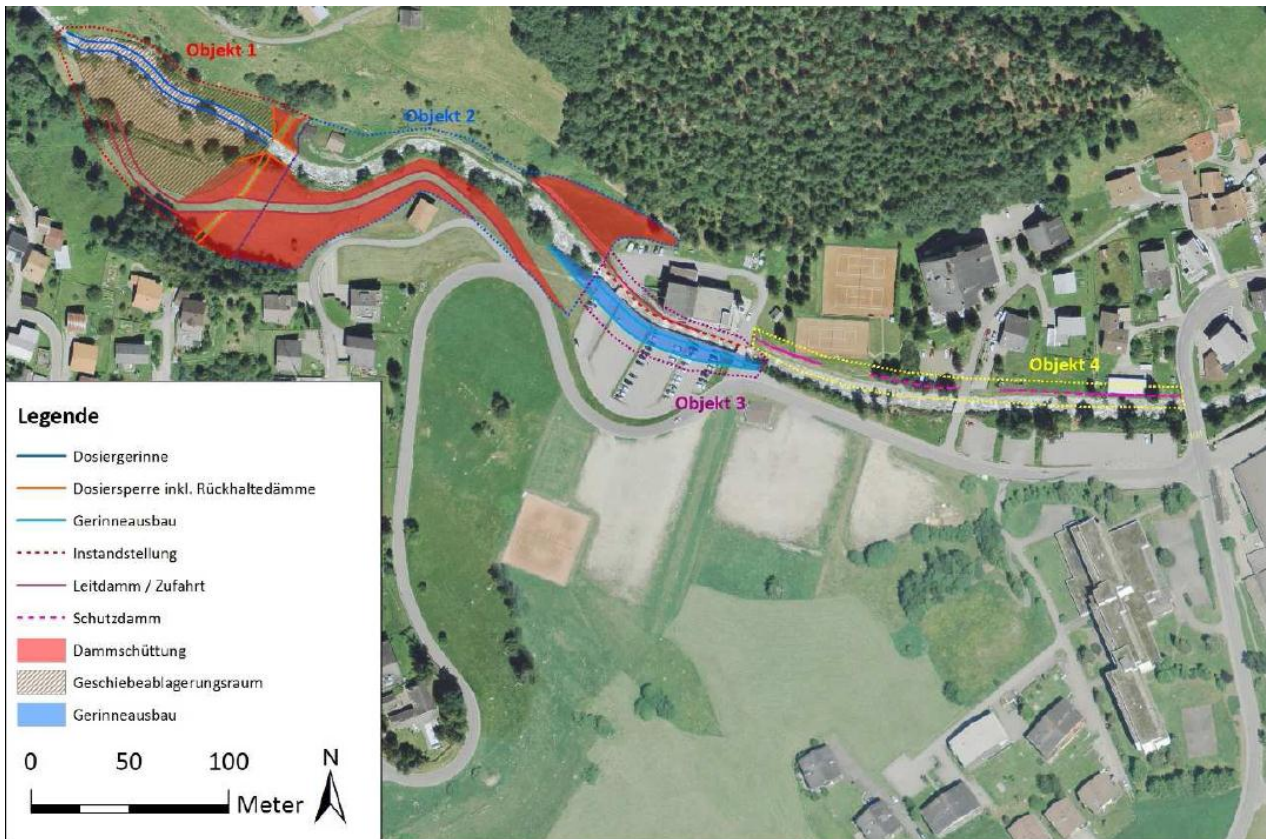 Objekt 1
Objekt 2
Objekt 3
Objekt 4
Legende
Dosiergerinne
Dosiersperre inkl. Rückhaltedämme
Gerinneausbau
Instandstellung
Leitdamm / Zufahrt
Schutzdamm
Dammschüttung
Geschiebeablagerungsraum
Gerinneausbau
0 50 100
Meter
N